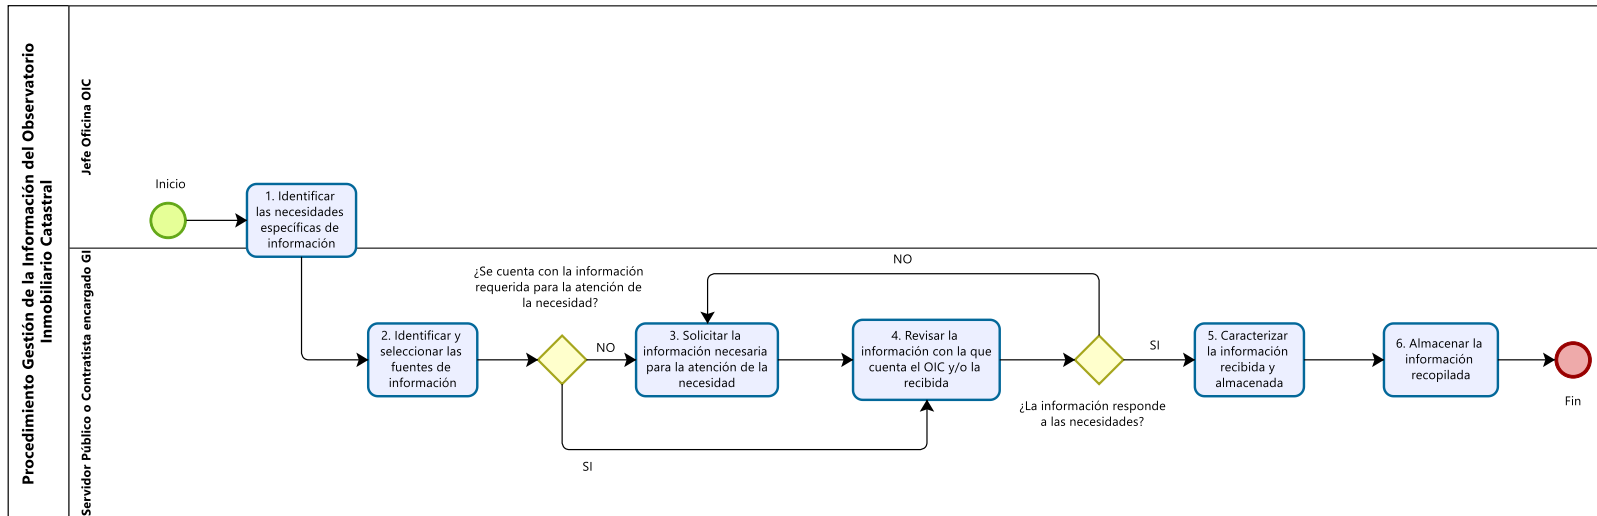 Procedimiento Gestión de la Información del Observatorio
Inmobiliario Catastral
Jefe Oficina OIC
Inicio
1. Identificar
las necesidades
específicas de
información
Servidor Público o Contratista encargado GI
2. Identificar y
seleccionar las
fuentes de
información
¿Se cuenta con la información
requerida para la atención de
la necesidad?
NO
SI
3. Solicitar la
información necesaria
para la atención de la
necesidad
4. Revisar la
información con la que
cuenta el OIC y/o la
recibida
NO
¿La información responde
a las necesidades?
SI
5. Caracterizar
la información
recibida y
almacenada
6. Almacenar la
información
recopilada
Fin